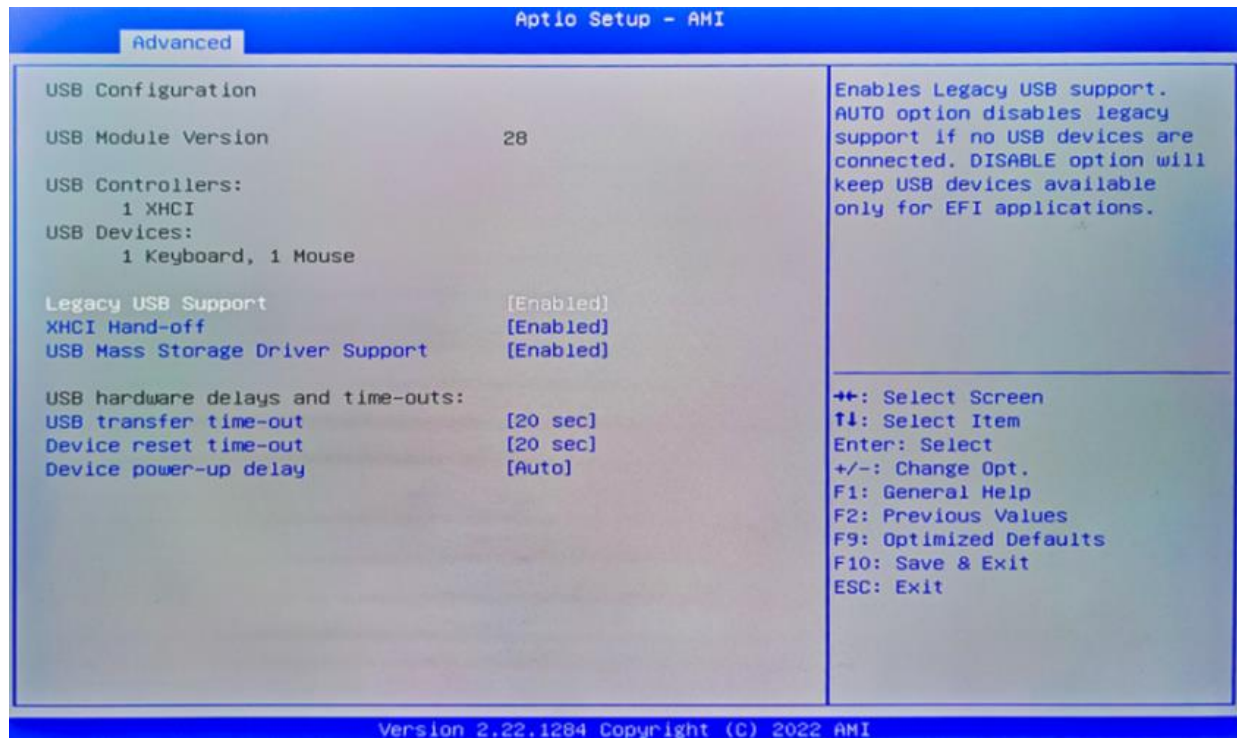 Aptio Setup - AMI
Advanced
USB Configuration
USB Module Version 28
USB Controllers:
1 XHCI
USB Devices:
1 Keyboard, 1 Mouse
Legacy USB Support [Enabled]
XHCI Hand-off [Enabled]
USB Mass Storage Driver Support [Enabled]
USB hardware delays and time-outs:
USB transfer time-out [20 sec]
Device reset time-out [20 sec]
Device power-up delay [Auto]
Enables Legacy USB support.
AUTO option disables legacy
support if no USB devices are
connected. DISABLE option will
keep USB devices available
only for EFI applications.
→←: Select Screen
↑↓: Select Item
Enter: Select
+/-: Change Opt.
F1: General Help
F2: Previous Values
F9: Optimized Defaults
F10: Save & Exit
ESC: Exit
Version 2.22.1284 Copyright (C) 2022 AMI